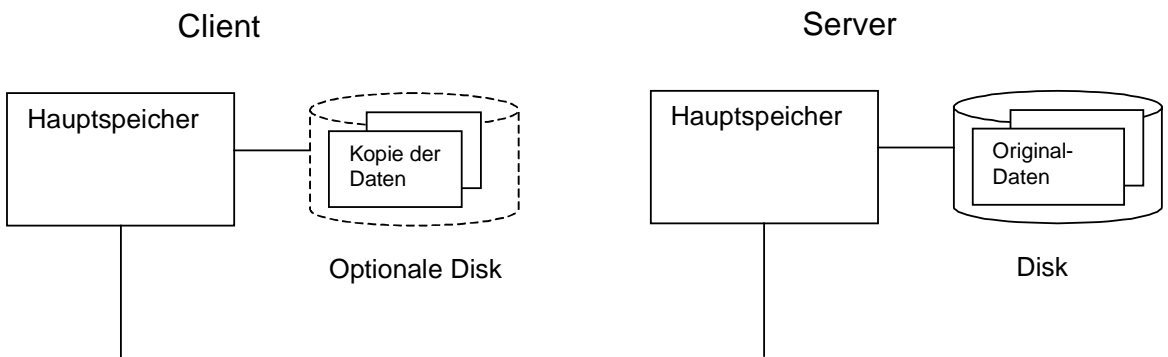 Client
Server
Hauptspeicher
Kopie der
Daten
Optionale Disk
Hauptspeicher
Original-
Daten
Disk